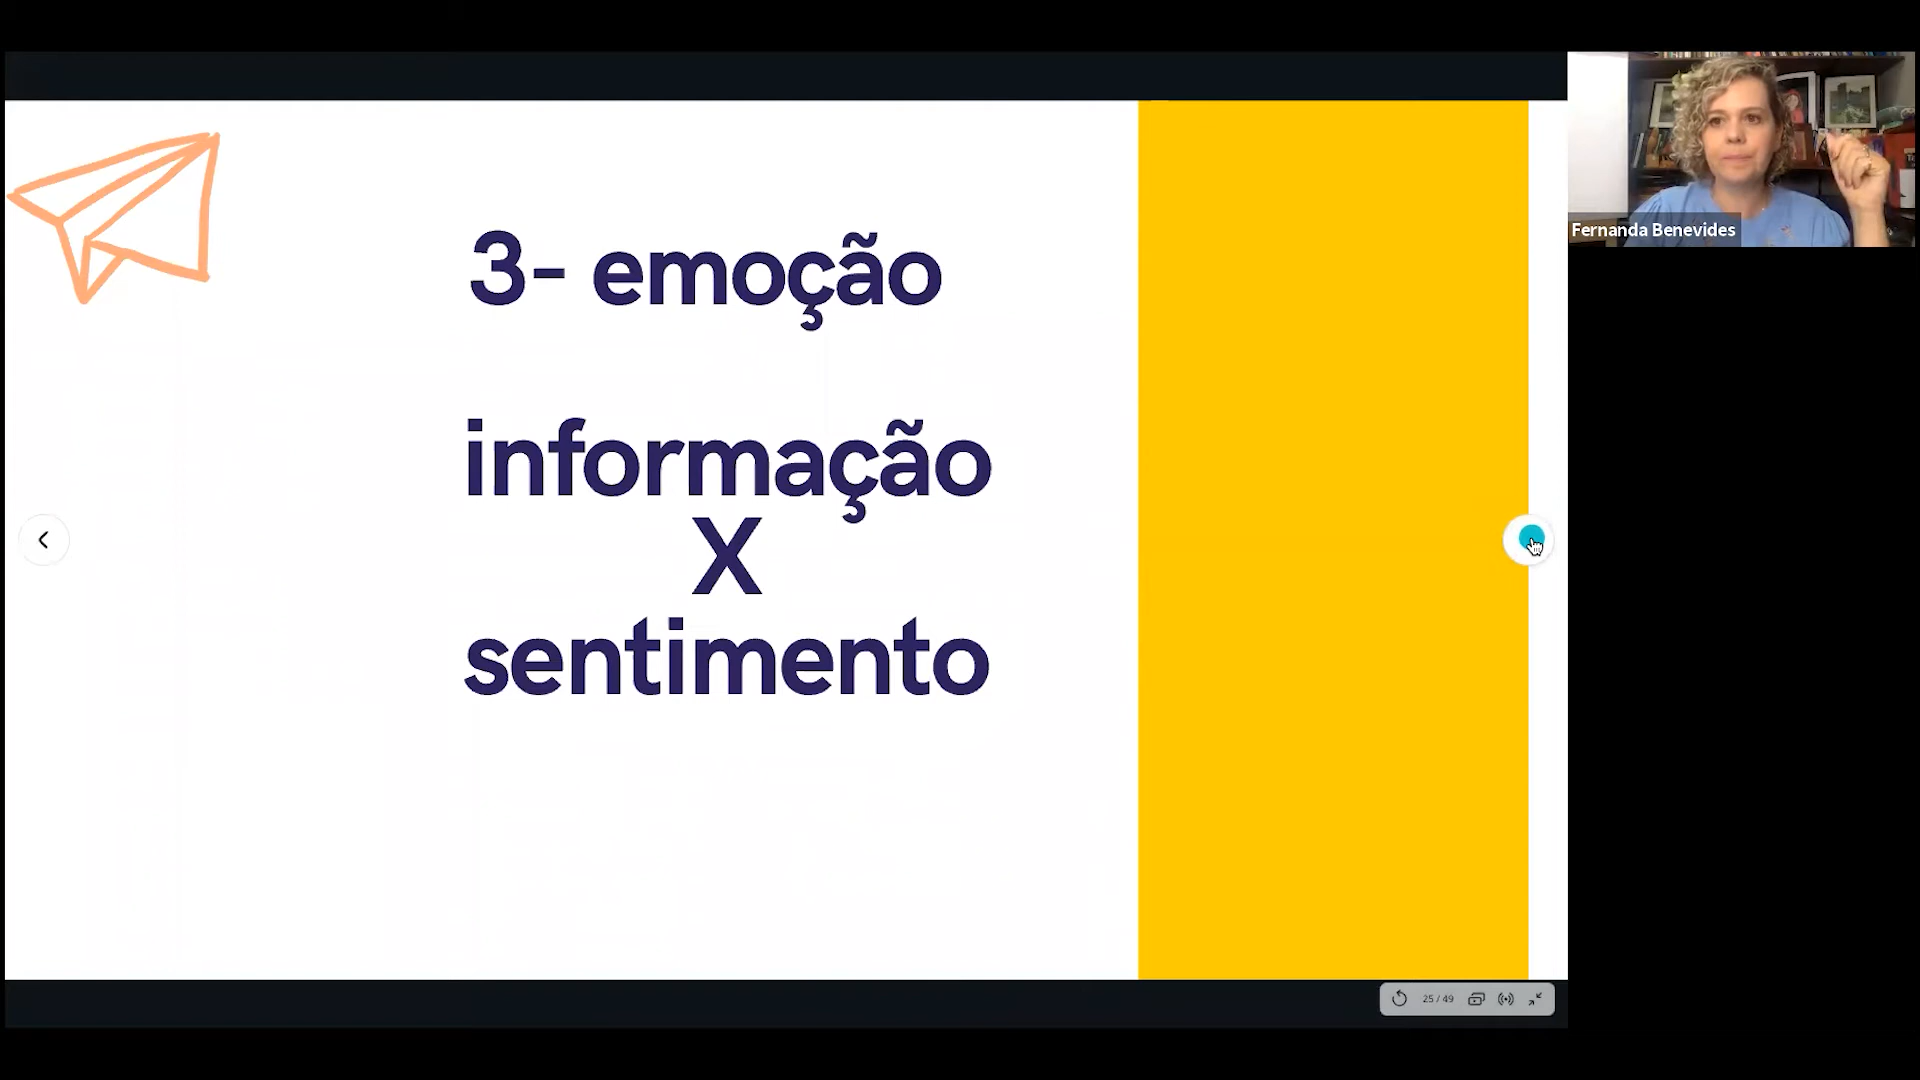 3- emoção
informação
X
sentimento
Fernanda Benevides
25 / 49